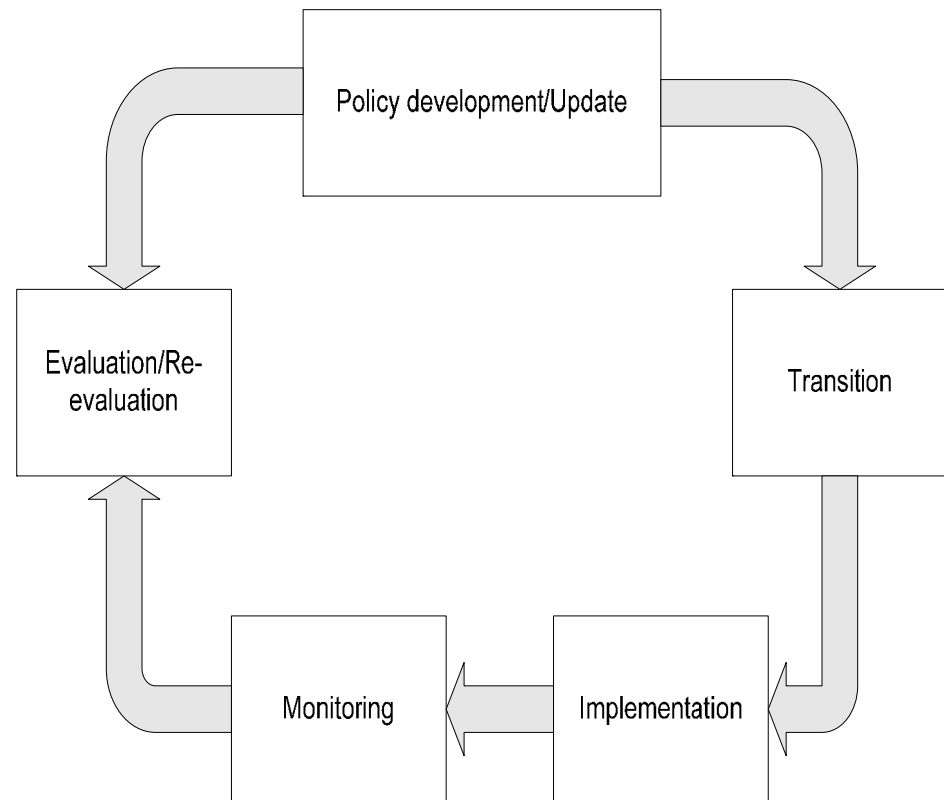 Policy development/Update
Evaluation/Re-
evaluation
Transition
Monitoring
Implementation